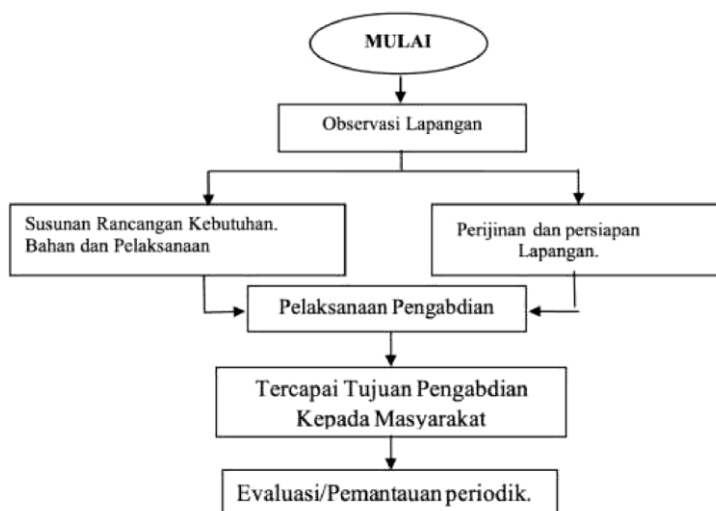 MULAI
Observasi Lapangan
Susunan Rancangan Kebutuhan.
Bahan dan Pelaksanaan
Perijinan dan persiapan
Lapangan.
Pelaksanaan Pengabdian
Tercapai Tujuan Pengabdian
Kepada Masyarakat
Evaluasi/Pemantauan periodik.